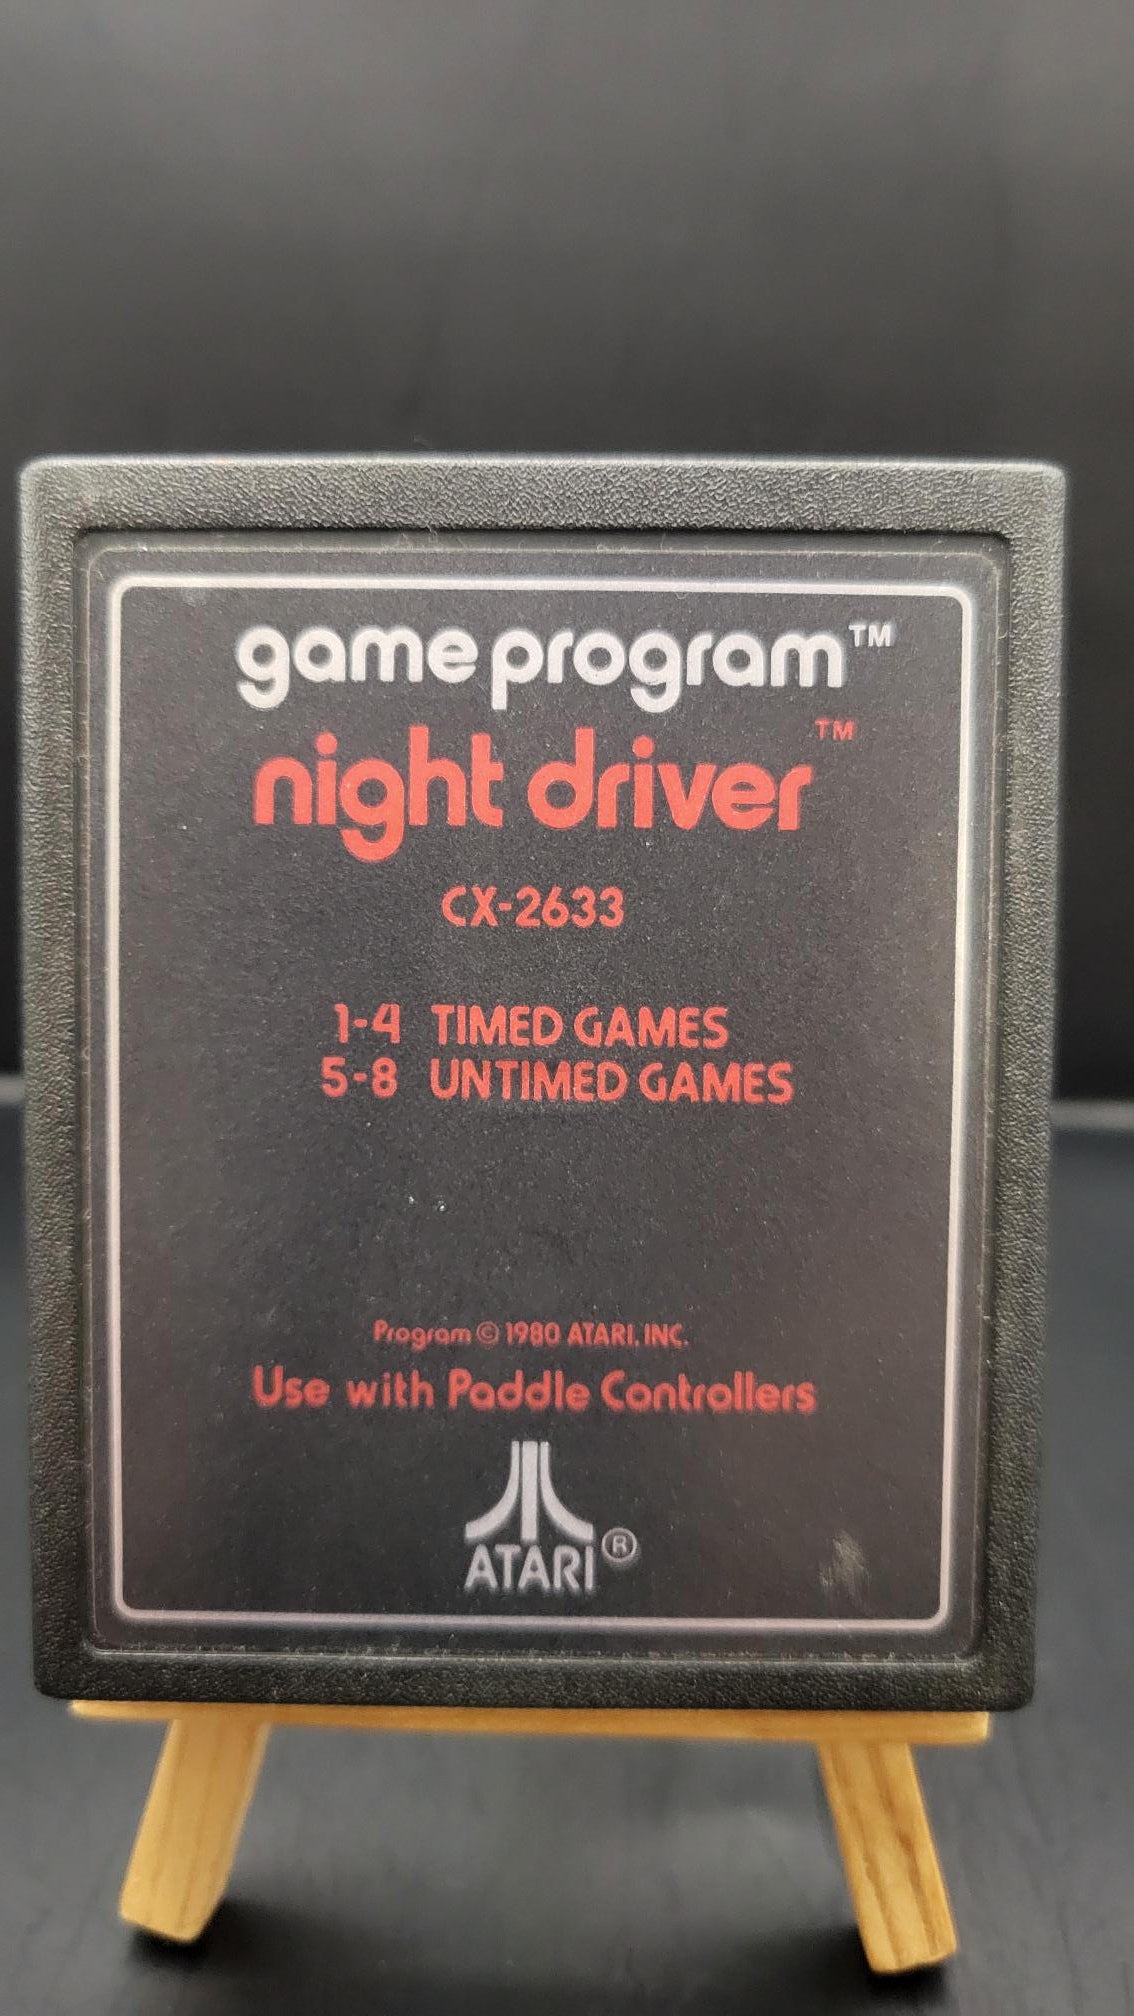 game program™
night driver™
CX-2633
1-4 TIMED GAMES
5-8 UNTIMED GAMES
Program © 1980 ATARI, INC.
Use with Paddle Controllers
ATARI®